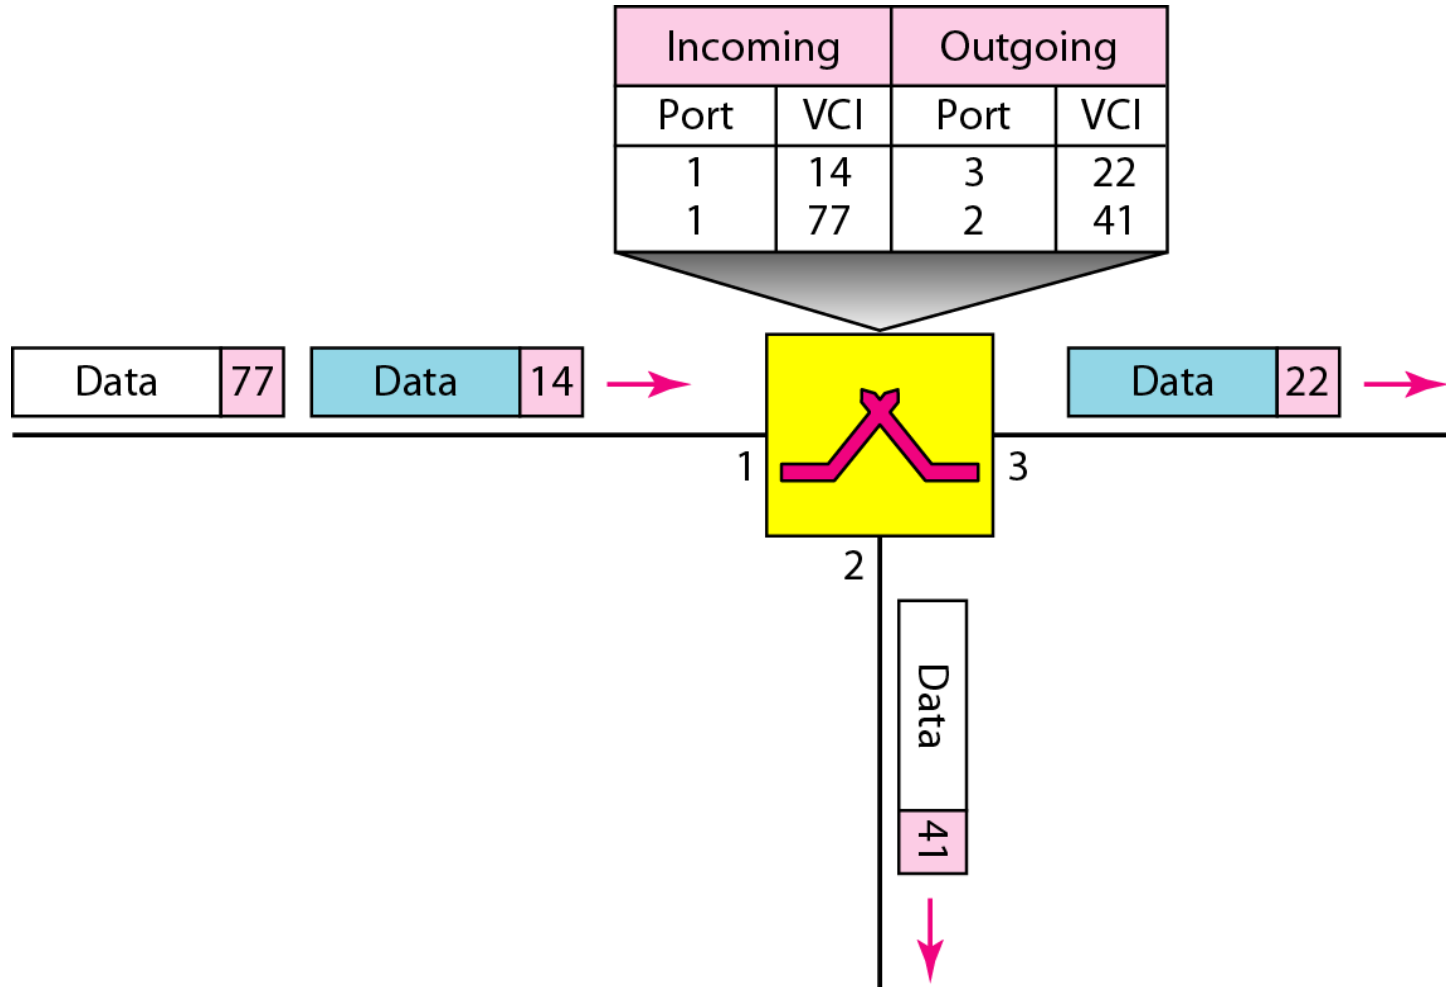 Incoming Outgoing
Port VCI Port VCI
1 14 3 22
1 77 2 41
Data 77 Data 14 Data 22
1 3
2
Data 41